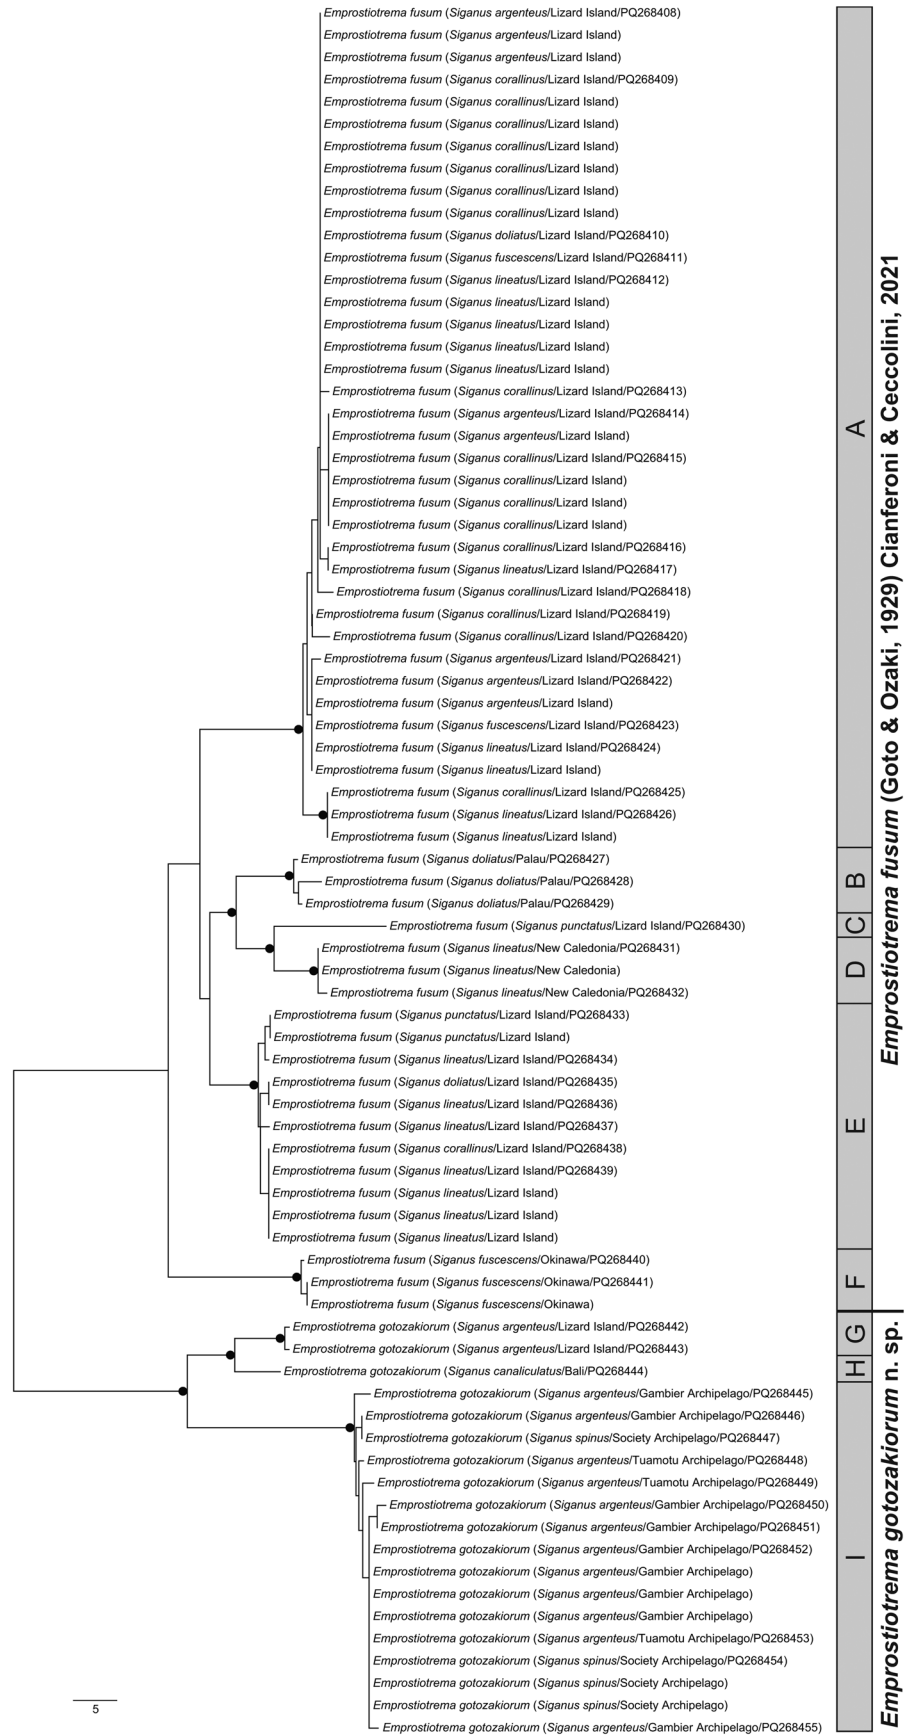 Emprostiotrema fusum (Siganus argenteus/Lizard Island/PQ268408)
Emprostiotrema fusum (Siganus argenteus/Lizard Island)
Emprostiotrema fusum (Siganus argenteus/Lizard Island)
Emprostiotrema fusum (Siganus corallinus/Lizard Island/PQ268409)
Emprostiotrema fusum (Siganus corallinus/Lizard Island)
Emprostiotrema fusum (Siganus corallinus/Lizard Island)
Emprostiotrema fusum (Siganus corallinus/Lizard Island)
Emprostiotrema fusum (Siganus corallinus/Lizard Island)
Emprostiotrema fusum (Siganus corallinus/Lizard Island)
Emprostiotrema fusum (Siganus corallinus/Lizard Island)
Emprostiotrema fusum (Siganus doliatus/Lizard Island/PQ268410)
Emprostiotrema fusum (Siganus fuscescens/Lizard Island/PQ268411)
Emprostiotrema fusum (Siganus lineatus/Lizard Island/PQ268412)
Emprostiotrema fusum (Siganus lineatus/Lizard Island)
Emprostiotrema fusum (Siganus lineatus/Lizard Island)
Emprostiotrema fusum (Siganus lineatus/Lizard Island)
Emprostiotrema fusum (Siganus lineatus/Lizard Island)
Emprostiotrema fusum (Siganus corallinus/Lizard Island/PQ268413)
Emprostiotrema fusum (Siganus argenteus/Lizard Island/PQ268414)
Emprostiotrema fusum (Siganus argenteus/Lizard Island)
Emprostiotrema fusum (Siganus corallinus/Lizard Island/PQ268415)
Emprostiotrema fusum (Siganus corallinus/Lizard Island)
Emprostiotrema fusum (Siganus corallinus/Lizard Island)
Emprostiotrema fusum (Siganus corallinus/Lizard Island)
Emprostiotrema fusum (Siganus corallinus/Lizard Island/PQ268416)
Emprostiotrema fusum (Siganus lineatus/Lizard Island/PQ268417)
Emprostiotrema fusum (Siganus corallinus/Lizard Island/PQ268418)
Emprostiotrema fusum (Siganus corallinus/Lizard Island/PQ268419)
Emprostiotrema fusum (Siganus corallinus/Lizard Island/PQ268420)
Emprostiotrema fusum (Siganus argenteus/Lizard Island/PQ268421)
Emprostiotrema fusum (Siganus argenteus/Lizard Island/PQ268422)
Emprostiotrema fusum (Siganus argenteus/Lizard Island)
Emprostiotrema fusum (Siganus fuscescens/Lizard Island/PQ268423)
Emprostiotrema fusum (Siganus lineatus/Lizard Island/PQ268424)
Emprostiotrema fusum (Siganus lineatus/Lizard Island)
Emprostiotrema fusum (Siganus corallinus/Lizard Island/PQ268425)
Emprostiotrema fusum (Siganus lineatus/Lizard Island/PQ268426)
Emprostiotrema fusum (Siganus lineatus/Lizard Island)
Emprostiotrema fusum (Siganus doliatus/Palau/PQ268427)
Emprostiotrema fusum (Siganus doliatus/Palau/PQ268428)
Emprostiotrema fusum (Siganus doliatus/Palau/PQ268429)
Emprostiotrema fusum (Siganus punctatus/Lizard Island/PQ268430)
Emprostiotrema fusum (Siganus lineatus/New Caledonia/PQ268431)
Emprostiotrema fusum (Siganus lineatus/New Caledonia)
Emprostiotrema fusum (Siganus lineatus/New Caledonia/PQ268432)
Emprostiotrema fusum (Siganus punctatus/Lizard Island/PQ268433)
Emprostiotrema fusum (Siganus punctatus/Lizard Island)
Emprostiotrema fusum (Siganus lineatus/Lizard Island/PQ268434)
Emprostiotrema fusum (Siganus doliatus/Lizard Island/PQ268435)
Emprostiotrema fusum (Siganus lineatus/Lizard Island/PQ268436)
Emprostiotrema fusum (Siganus lineatus/Lizard Island/PQ268437)
Emprostiotrema fusum (Siganus corallinus/Lizard Island/PQ268438)
Emprostiotrema fusum (Siganus lineatus/Lizard Island/PQ268439)
Emprostiotrema fusum (Siganus lineatus/Lizard Island)
Emprostiotrema fusum (Siganus lineatus/Lizard Island)
Emprostiotrema fusum (Siganus lineatus/Lizard Island)
Emprostiotrema fusum (Siganus fuscescens/Okinawa/PQ268440)
Emprostiotrema fusum (Siganus fuscescens/Okinawa/PQ268441)
Emprostiotrema fusum (Siganus fuscescens/Okinawa)
Emprostiotrema gotozakiorum (Siganus argenteus/Lizard Island/PQ268442)
Emprostiotrema gotozakiorum (Siganus argenteus/Lizard Island/PQ268443)
Emprostiotrema gotozakiorum (Siganus canaliculatus/Bali/PQ268444)
Emprostiotrema gotozakiorum (Siganus argenteus/Gambier Archipelago/PQ268445)
Emprostiotrema gotozakiorum (Siganus argenteus/Gambier Archipelago/PQ268446)
Emprostiotrema gotozakiorum (Siganus spinus/Society Archipelago/PQ268447)
Emprostiotrema gotozakiorum (Siganus argenteus/Tuamotu Archipelago/PQ268448)
Emprostiotrema gotozakiorum (Siganus argenteus/Tuamotu Archipelago/PQ268449)
Emprostiotrema gotozakiorum (Siganus argenteus/Gambier Archipelago/PQ268450)
Emprostiotrema gotozakiorum (Siganus argenteus/Gambier Archipelago/PQ268451)
Emprostiotrema gotozakiorum (Siganus argenteus/Gambier Archipelago/PQ268452)
Emprostiotrema gotozakiorum (Siganus argenteus/Gambier Archipelago)
Emprostiotrema gotozakiorum (Siganus argenteus/Gambier Archipelago)
Emprostiotrema gotozakiorum (Siganus argenteus/Gambier Archipelago)
Emprostiotrema gotozakiorum (Siganus argenteus/Tuamotu Archipelago/PQ268453)
Emprostiotrema gotozakiorum (Siganus spinus/Society Archipelago/PQ268454)
Emprostiotrema gotozakiorum (Siganus spinus/Society Archipelago)
Emprostiotrema gotozakiorum (Siganus spinus/Society Archipelago)
Emprostiotrema gotozakiorum (Siganus argenteus/Gambier Archipelago/PQ268455)
5
A
B
C
D
E
F
G
H
I
Emprostiotrema fusum (Goto & Ozaki, 1929) Cianferoni & Ceccolini, 2021
Emprostiotrema gotozakiorum n. sp.